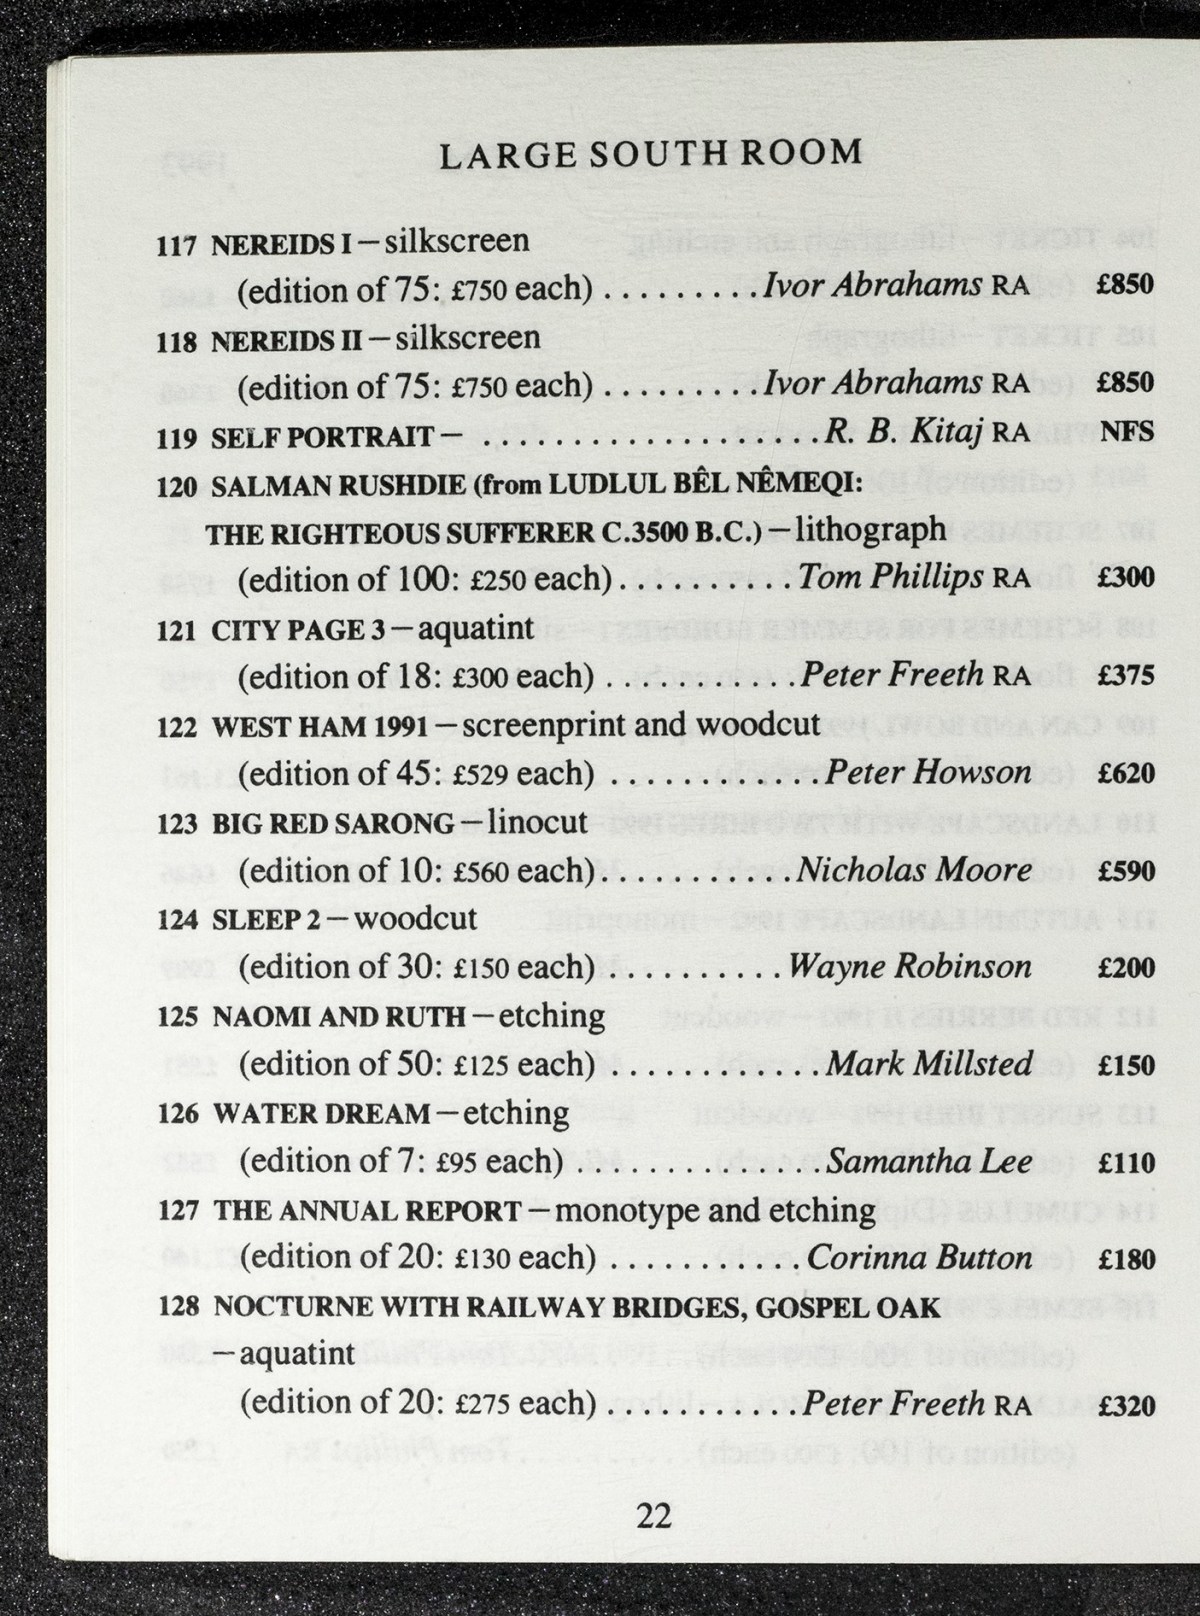 LARGE SOUTH ROOM
117 NEREIDS I — silkscreen
(edition of 75: £750 each) . . . . . . . . . Ivor Abrahams RA £850
118 NEREIDS II — silkscreen
(edition of 75: £750 each) . . . . . . . . . Ivor Abrahams RA £850
119 SELF PORTRAIT — . . . . . . . . . . . . . . . . . . . . R. B. Kitaj RA NFS
120 SALMAN RUSHDIE (from LUDLUL BÊL NÊMEQI:
THE RIGHTEOUS SUFFERER C.3500 B.C.) — lithograph
(edition of 100: £250 each) . . . . . . . . . . Tom Phillips RA £300
121 CITY PAGE 3 — aquatint
(edition of 18: £300 each) . . . . . . . . . . . Peter Freeth RA £375
122 WEST HAM 1991 — screenprint and woodcut
(edition of 45: £529 each) . . . . . . . . . . . . Peter Howson £620
123 BIG RED SARONG — linocut
(edition of 10: £560 each) . . . . . . . . . . . Nicholas Moore £590
124 SLEEP 2 — woodcut
(edition of 30: £150 each) . . . . . . . . . . Wayne Robinson £200
125 NAOMI AND RUTH — etching
(edition of 50: £125 each) . . . . . . . . . . . . Mark Millsted £150
126 WATER DREAM — etching
(edition of 7: £95 each) . . . . . . . . . . . . . . Samantha Lee £110
127 THE ANNUAL REPORT — monotype and etching
(edition of 20: £130 each) . . . . . . . . . . . Corinna Button £180
128 NOCTURNE WITH RAILWAY BRIDGES, GOSPEL OAK
— aquatint
(edition of 20: £275 each) . . . . . . . . . . . Peter Freeth RA £320
22